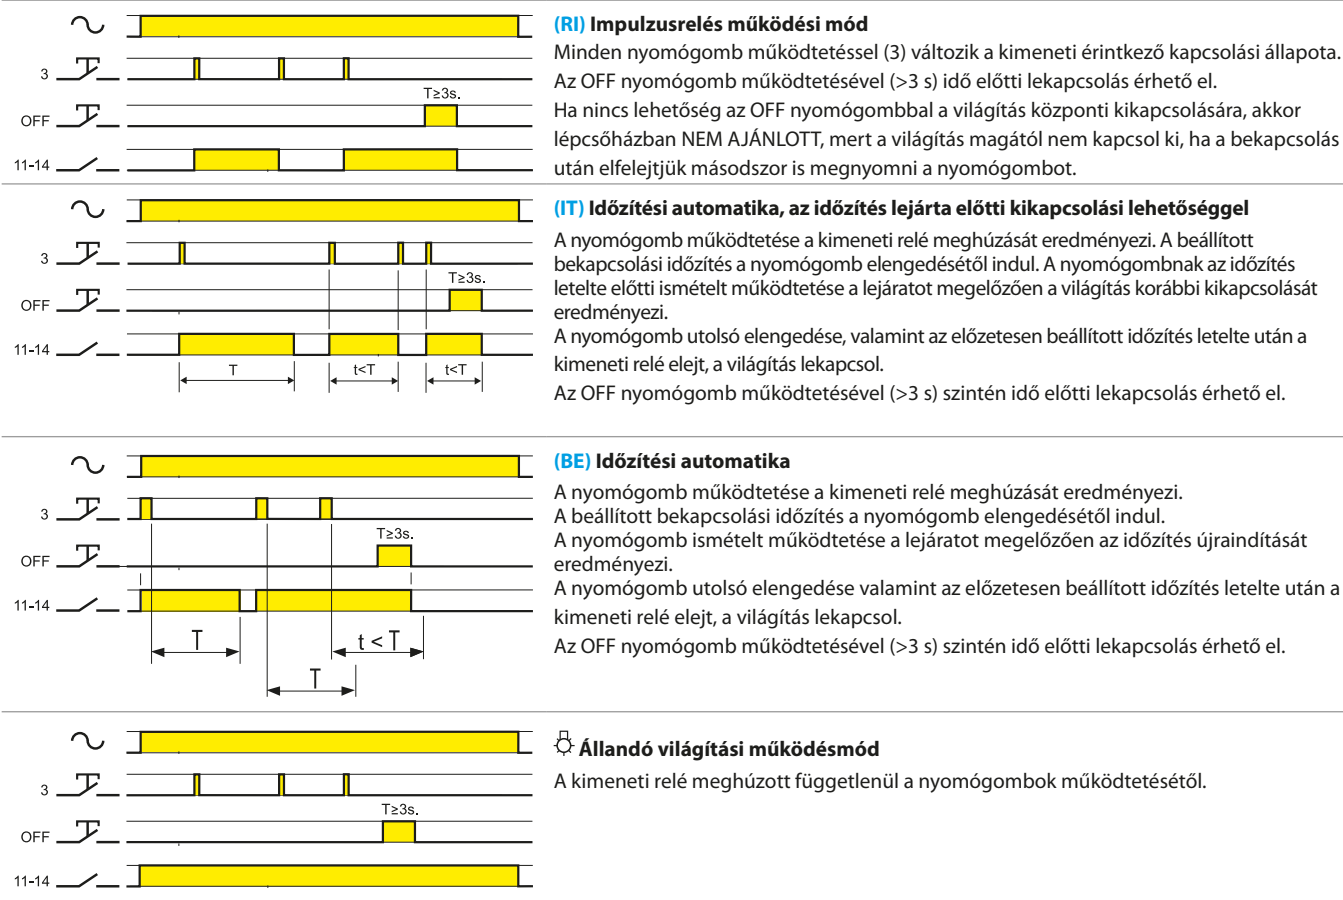 (RI) Impulzusrelés működési mód
Minden nyomógomb működtetéssel (3) változik a kimeneti érintkező kapcsolási állapota.
Az OFF nyomógomb működtetésével (>3 s) idő előtti lekapcsolás érhető el.
Ha nincs lehetőség az OFF nyomógombbal a világítás központi kikapcsolására, akkor
lépcsőházban NEM AJÁNLOTT, mert a világítás magától nem kapcsol ki, ha a bekapcsolás
után elfelejtjük másodszor is megnyomni a nyomógombot.
3
T≥3s.
OFF
11-14
(IT) Időzítési automatika, az időzítés lejárta előtti kikapcsolási lehetőséggel
A nyomógomb működtetése a kimeneti relé meghúzását eredményezi. A beállított
bekapcsolási időzítés a nyomógomb elengedésétől indul. A nyomógombnak az időzítés
letelte előtti ismételt működtetése a lejáratot megelőzően a világítás korábbi kikapcsolását
eredményezi.
A nyomógomb utolsó elengedése, valamint az előzetesen beállított időzítés letelte után a
kimeneti relé elejt, a világítás lekapcsol.
Az OFF nyomógomb működtetésével (>3 s) szintén idő előtti lekapcsolás érhető el.
3
T≥3s.
OFF
11-14
T t<T t<T
(BE) Időzítési automatika
A nyomógomb működtetése a kimeneti relé meghúzását eredményezi.
A beállított bekapcsolási időzítés a nyomógomb elengedésétől indul.
A nyomógomb ismételt működtetése a lejáratot megelőzően az időzítés újraindítását
eredményezi.
A nyomógomb utolsó elengedése valamint az előzetesen beállított időzítés letelte után a
kimeneti relé elejt, a világítás lekapcsol.
Az OFF nyomógomb működtetésével (>3 s) szintén idő előtti lekapcsolás érhető el.
3
T≥3s.
OFF
11-14
T t < T
T
Állandó világítási működésmód
A kimeneti relé meghúzott függetlenül a nyomógombok működtetésétől.
3
T≥3s.
OFF
11-14